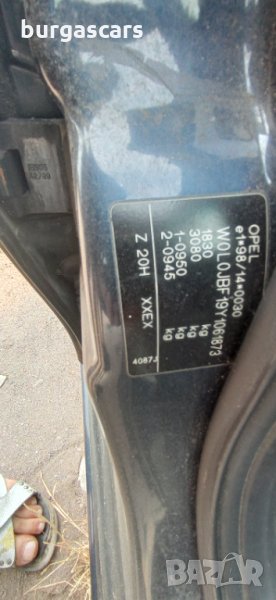 burgascars
OPEL
e1*98/14*0030
W0L0JBF19Y1061873
1830 kg
3080 kg
1-0950 kg
2-0945 kg
Z 20H XXEX
4087J
BAZAR